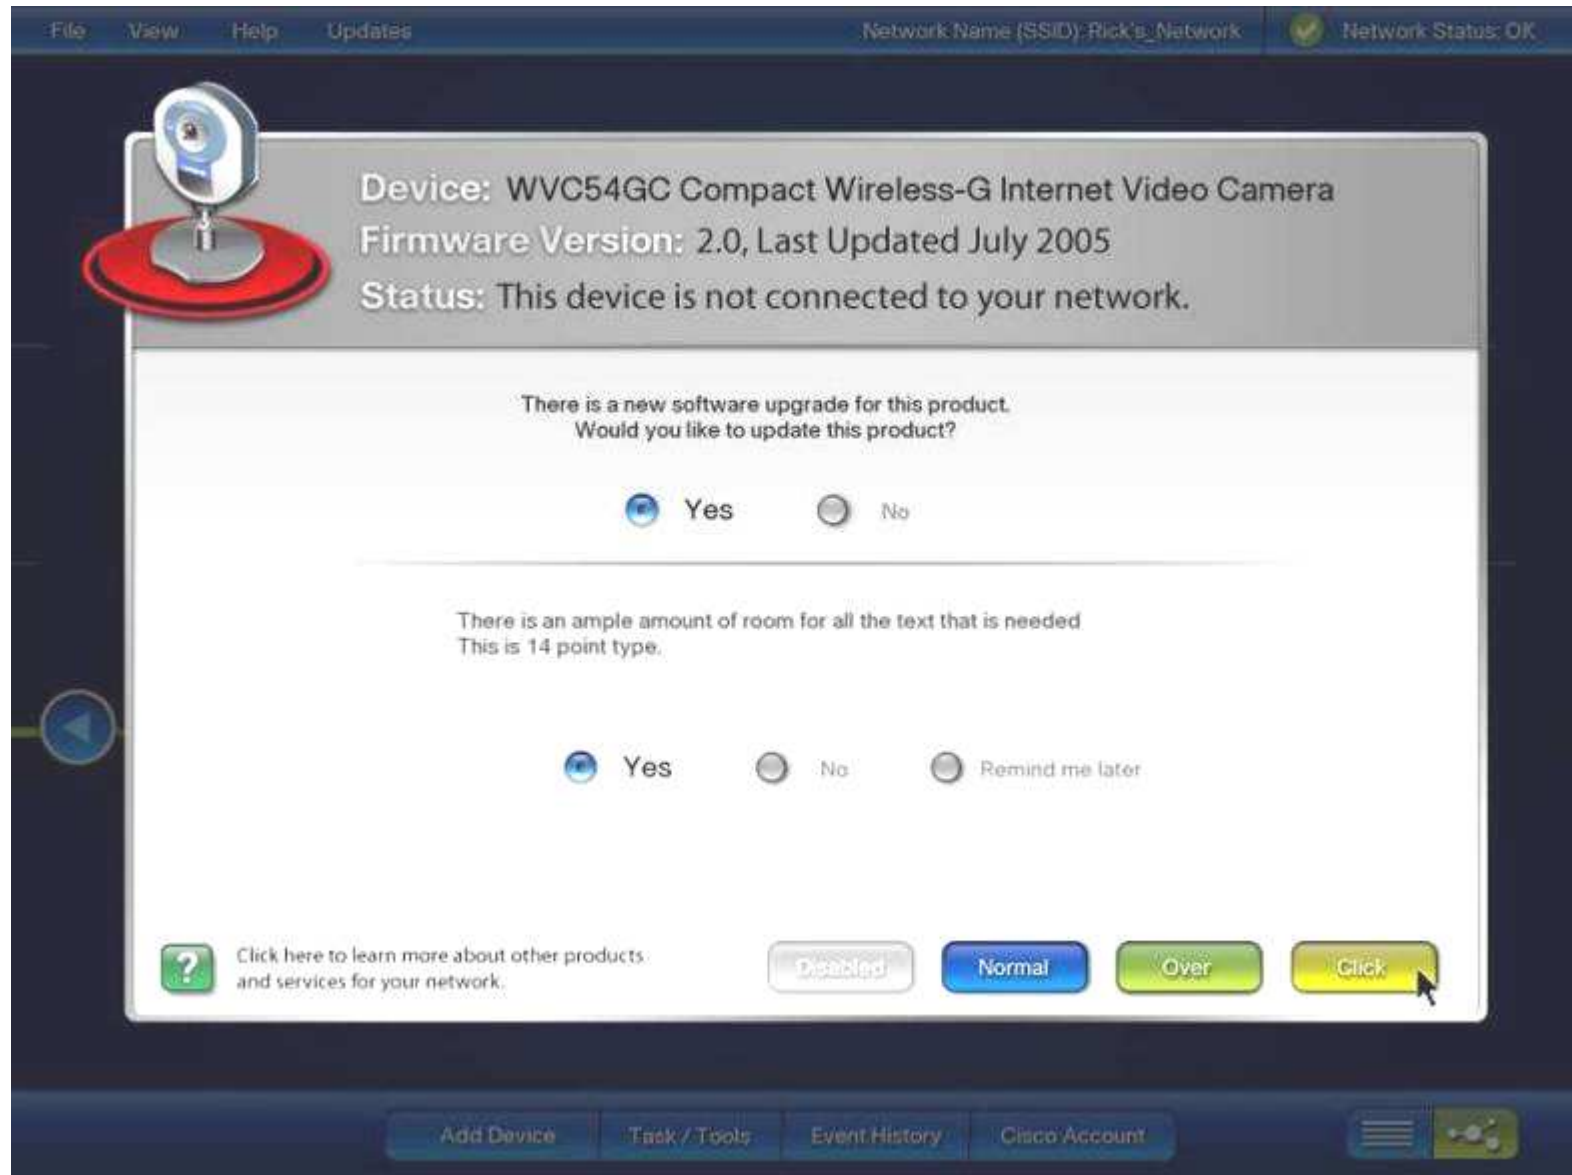 File View Help Updates Network Name (SSID): Rick's_Network Network Status: OK
Device: WVC54GC Compact Wireless-G Internet Video Camera
Firmware Version: 2.0, Last Updated July 2005
Status: This device is not connected to your network.
There is a new software upgrade for this product.
Would you like to update this product?
Yes No
There is an ample amount of room for all the text that is needed
This is 14 point type.
Yes No Remind me later
? Click here to learn more about other products
and services for your network.
Disabled Normal Over Click
Add Device Task / Tools Event History Cisco Account